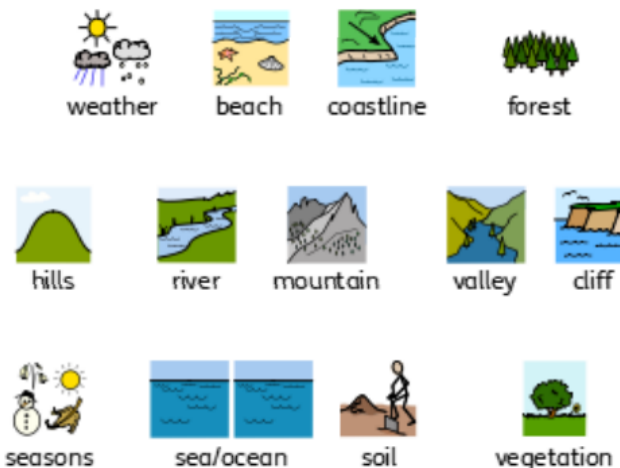 weather beach coastline forest
hills river mountain valley cliff
seasons sea/ocean soil vegetation